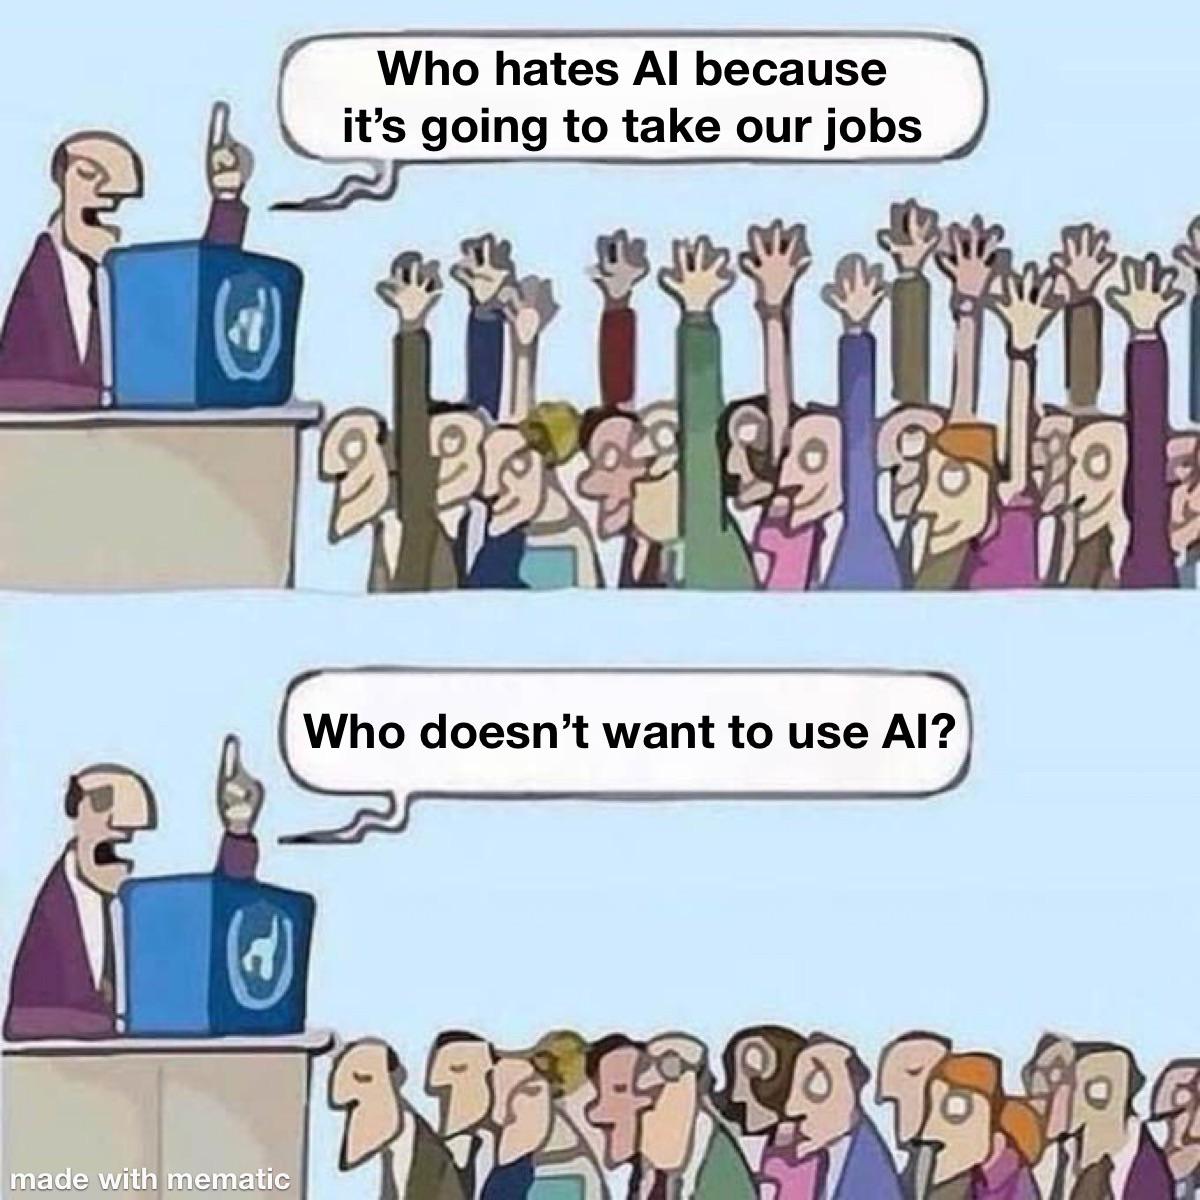 Who hates AI because
it's going to take our jobs
Who doesn't want to use AI?
made with mematic